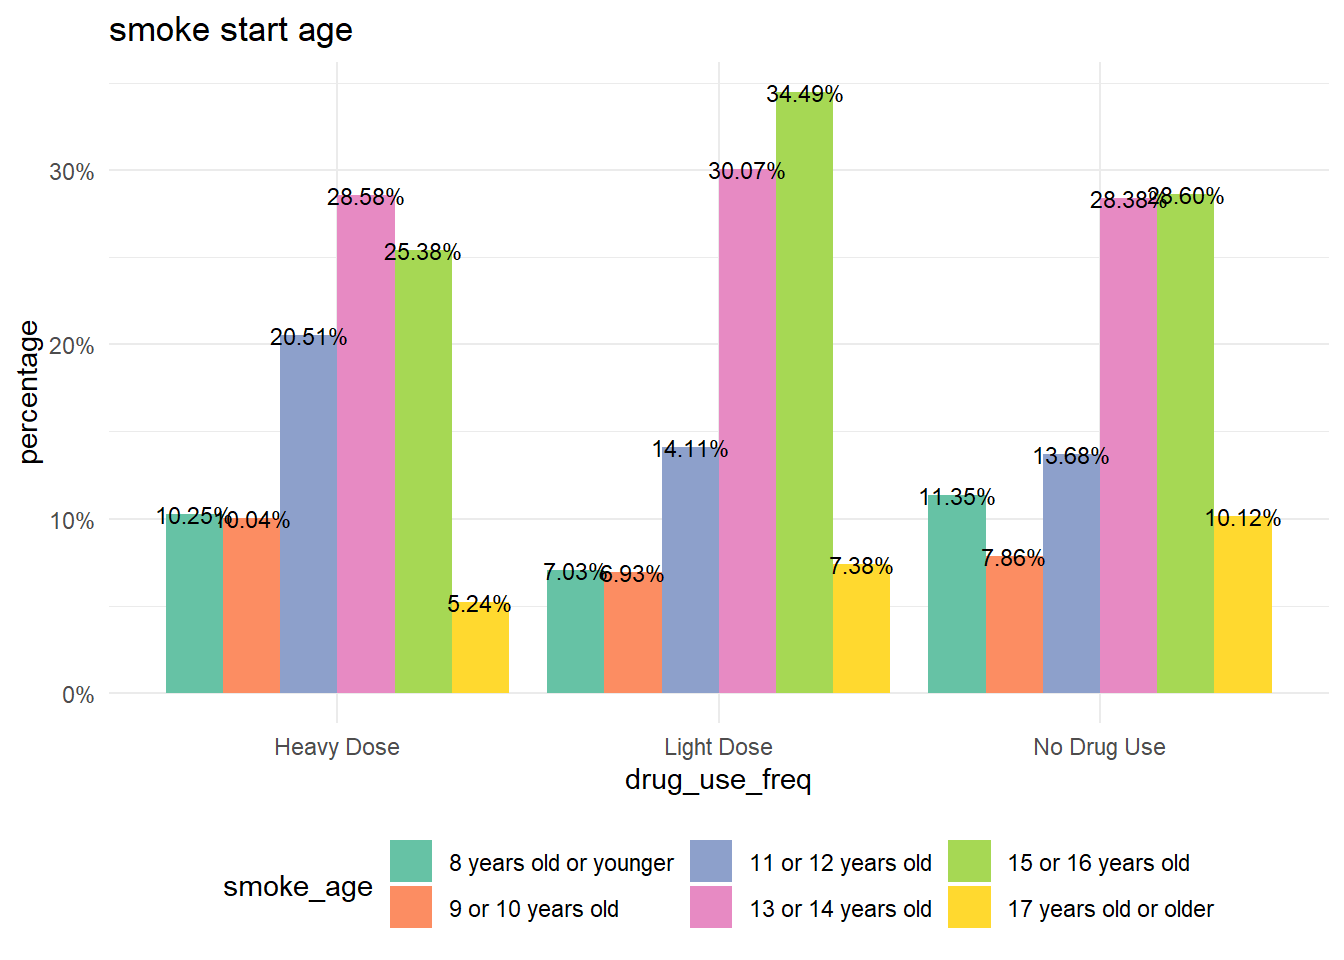 smoke start age
percentage
30%
20%
10%
0%
10.25%
10.04%
20.51%
28.58%
25.38%
5.24%
7.03%
6.93%
14.11%
30.07%
34.49%
7.38%
11.35%
7.86%
13.68%
28.38%
28.60%
10.12%
Heavy Dose
Light Dose
No Drug Use
drug_use_freq
smoke_age
8 years old or younger
9 or 10 years old
11 or 12 years old
13 or 14 years old
15 or 16 years old
17 years old or older